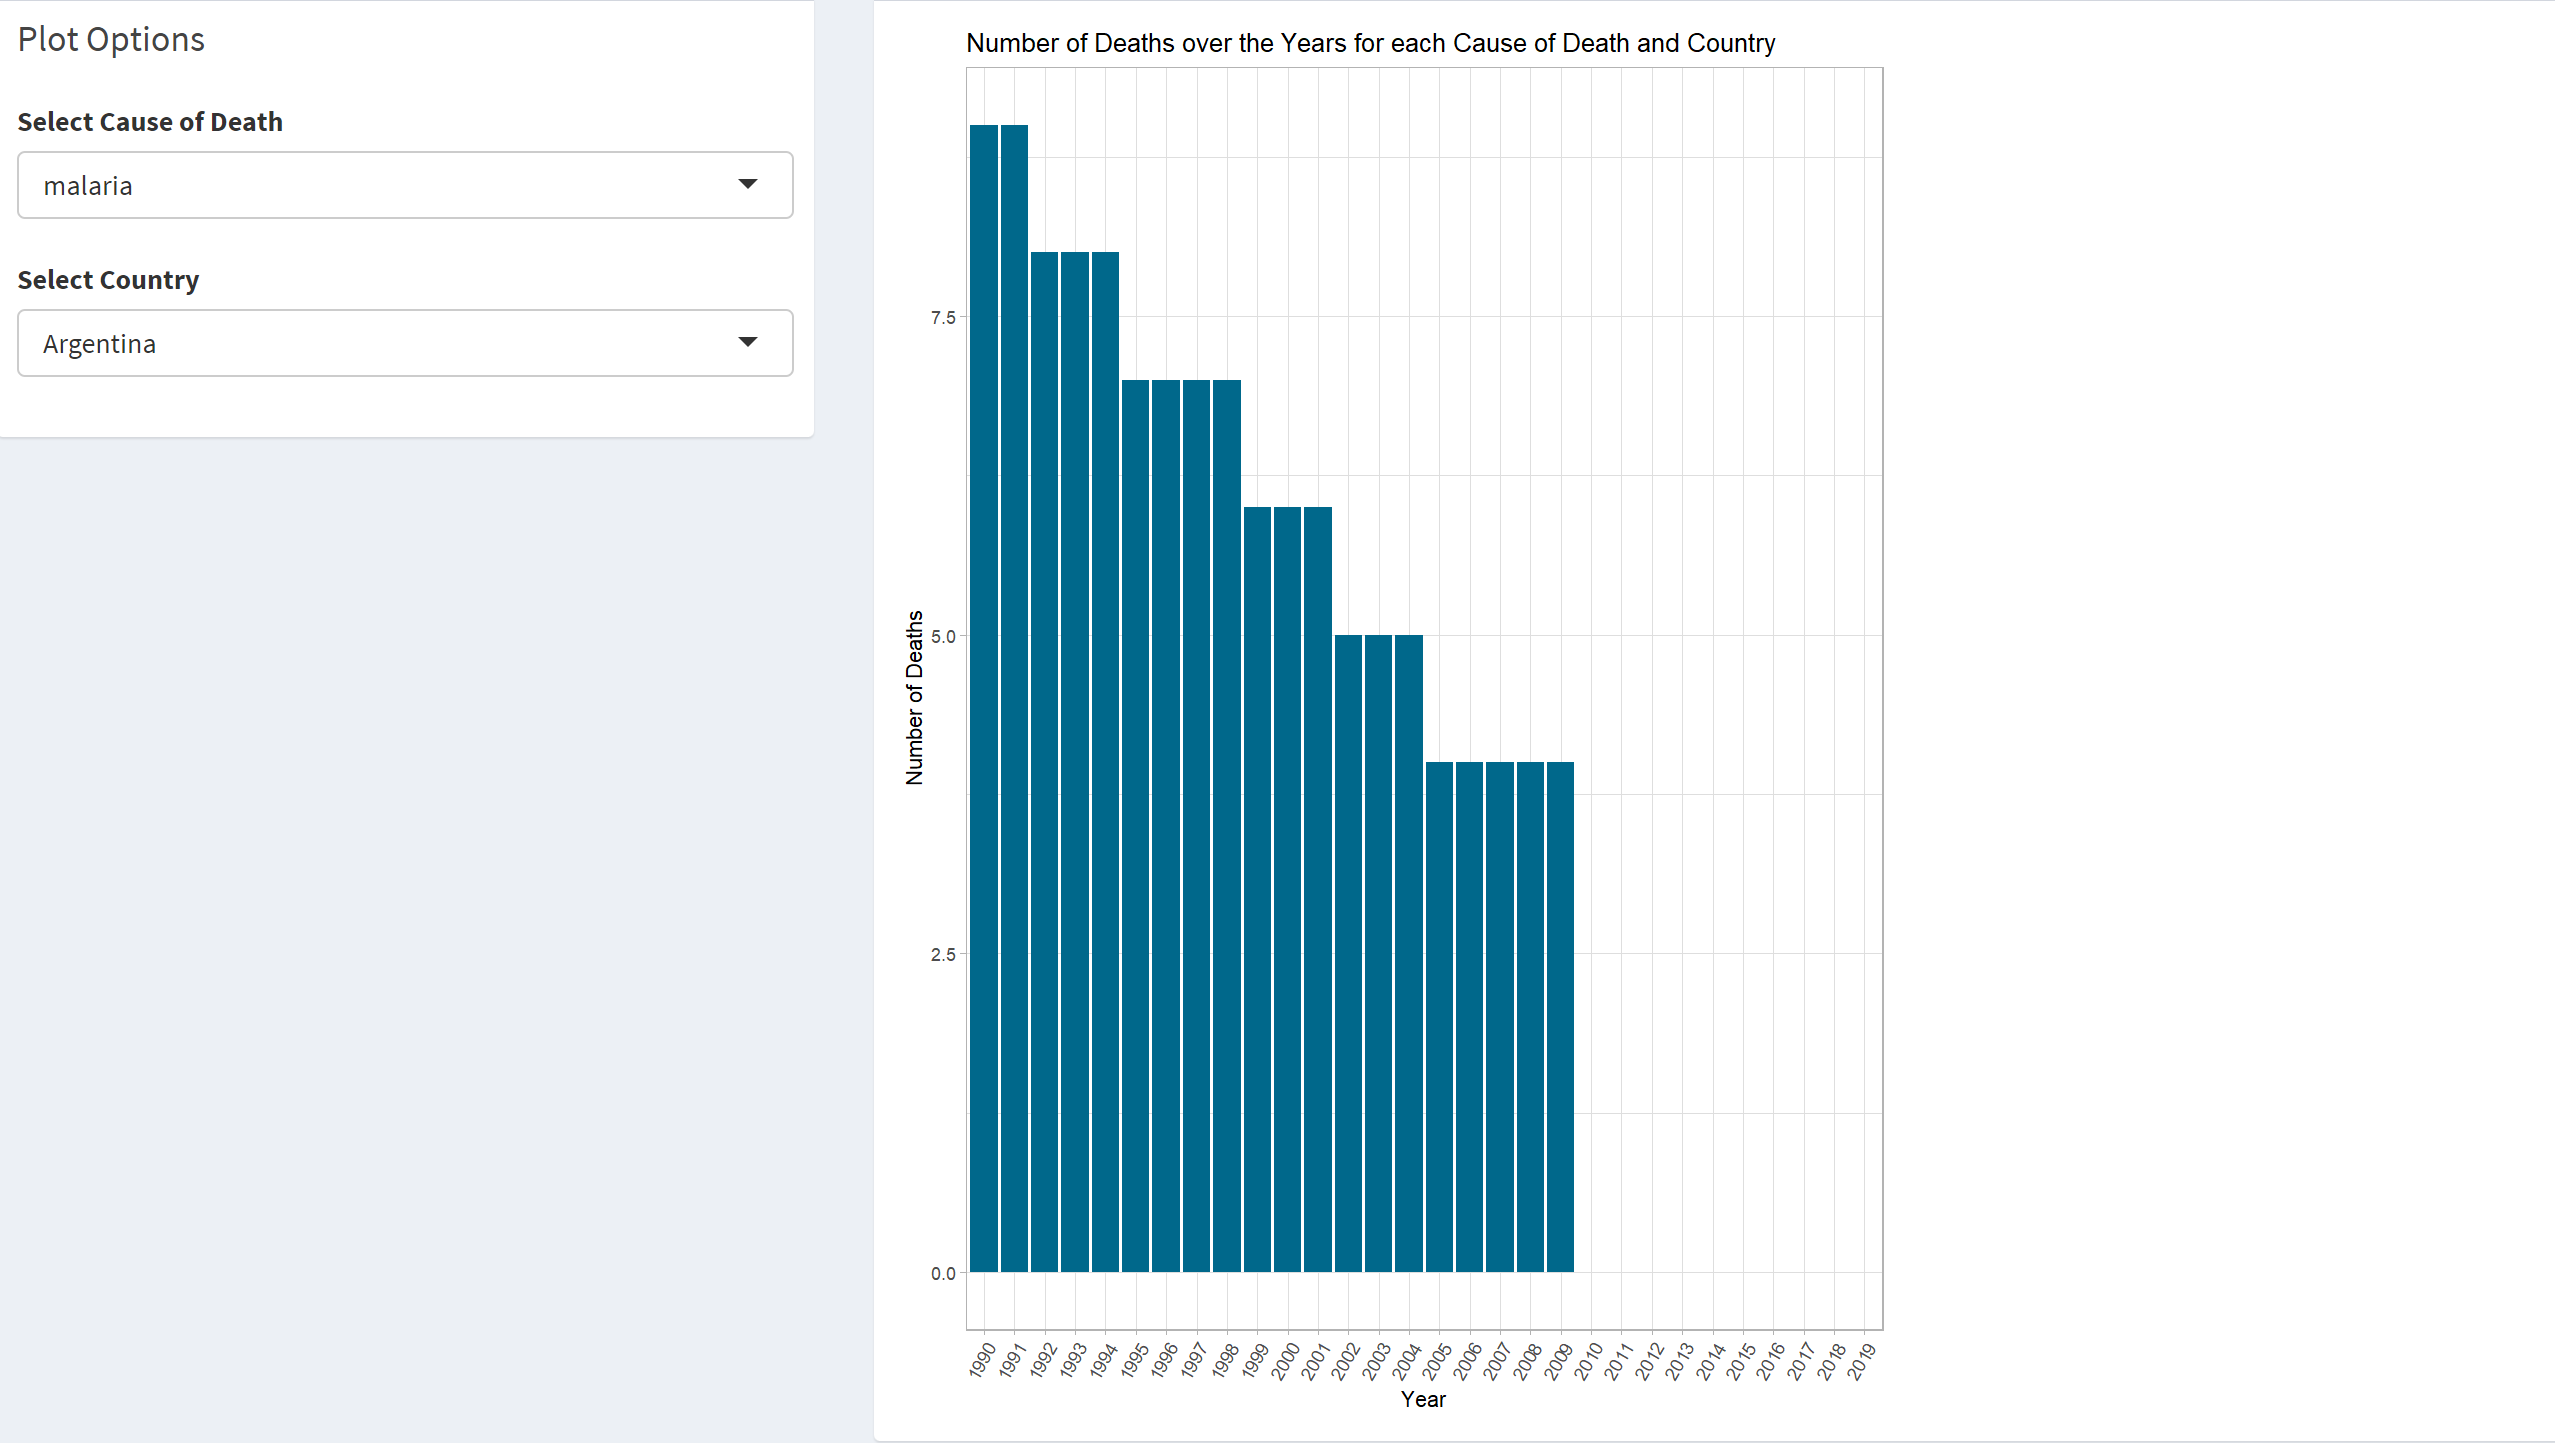 Plot Options
Select Cause of Death
malaria
Select Country
Argentina
Number of Deaths over the Years for each Cause of Death and Country
Number of Deaths
7.5
5.0
2.5
0.0
1990 1991 1992 1993 1994 1995 1996 1997 1998 1999 2000 2001 2002 2003 2004 2005 2006 2007 2008 2009 2010 2011 2012 2013 2014 2015 2016 2017 2018 2019
Year